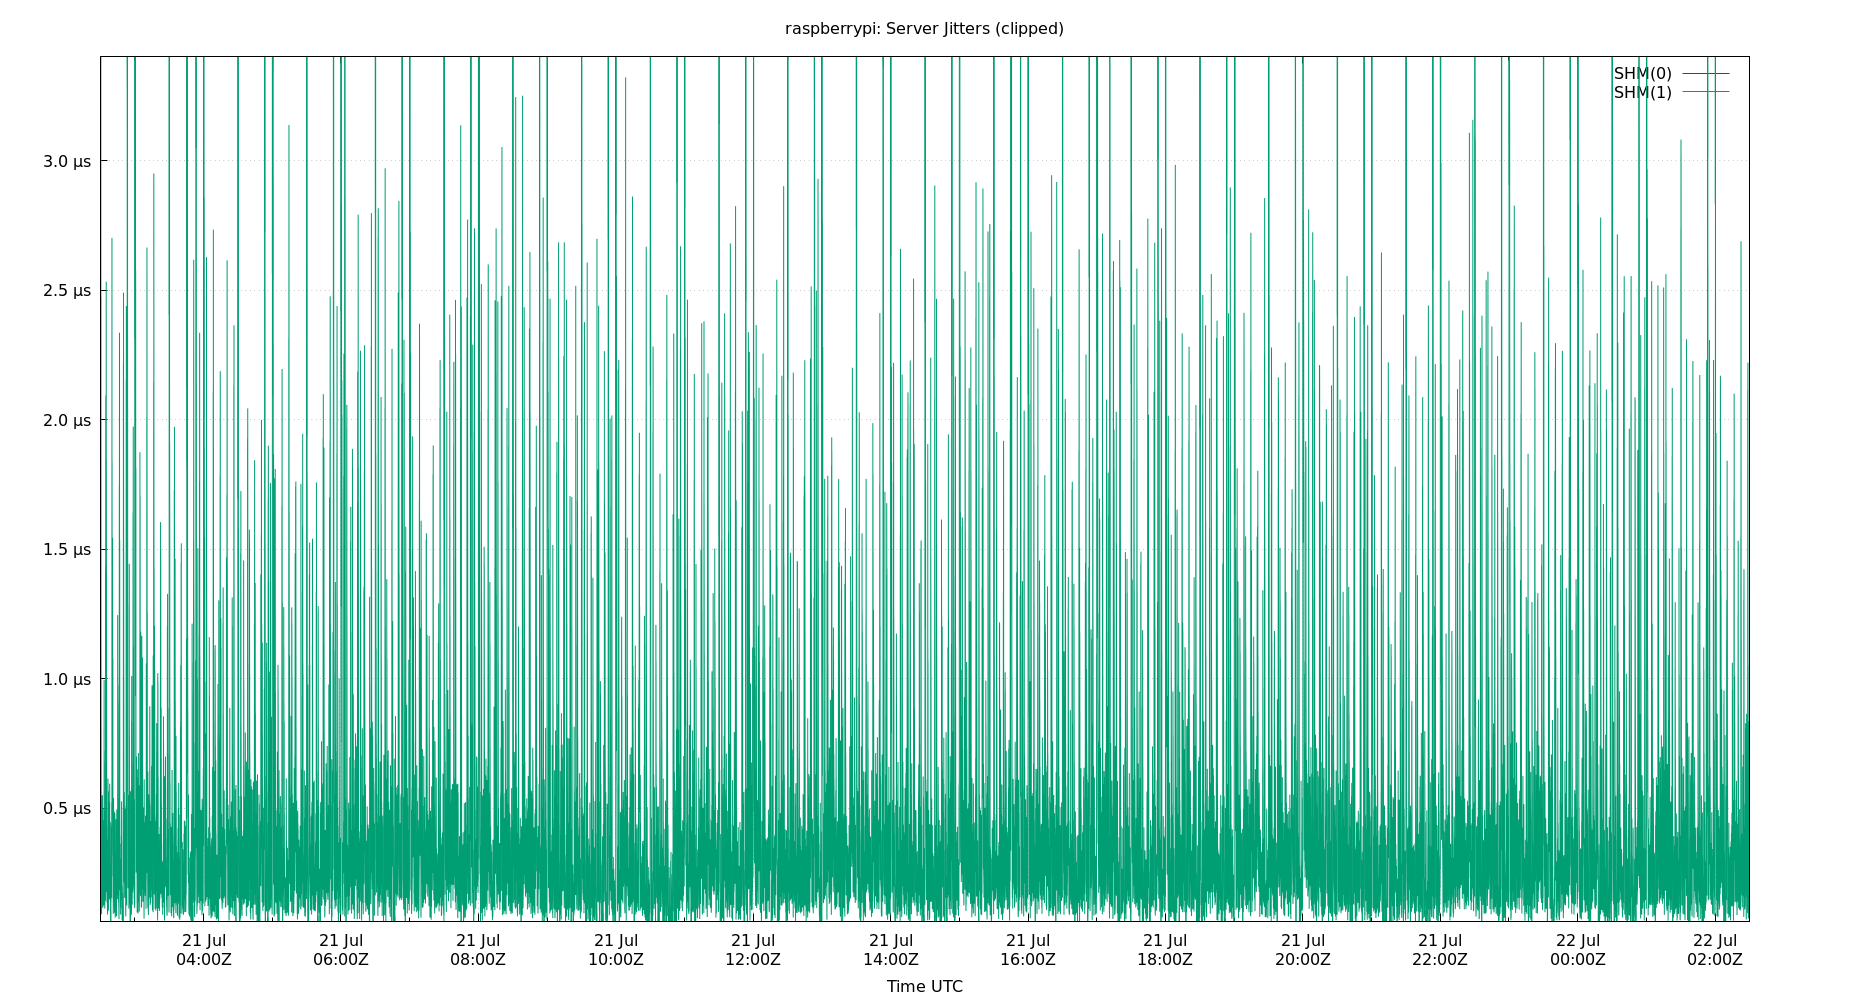 raspberrypi: Server Jitters (clipped)
SHM(0)
SHM(1)
3.0 µs
2.5 µs
2.0 µs
1.5 µs
1.0 µs
0.5 µs
21 Jul 21 Jul 21 Jul 21 Jul 21 Jul 21 Jul 21 Jul 21 Jul 21 Jul 21 Jul 22 Jul 22 Jul
04:00Z 06:00Z 08:00Z 10:00Z 12:00Z 14:00Z 16:00Z 18:00Z 20:00Z 22:00Z 00:00Z 02:00Z
Time UTC